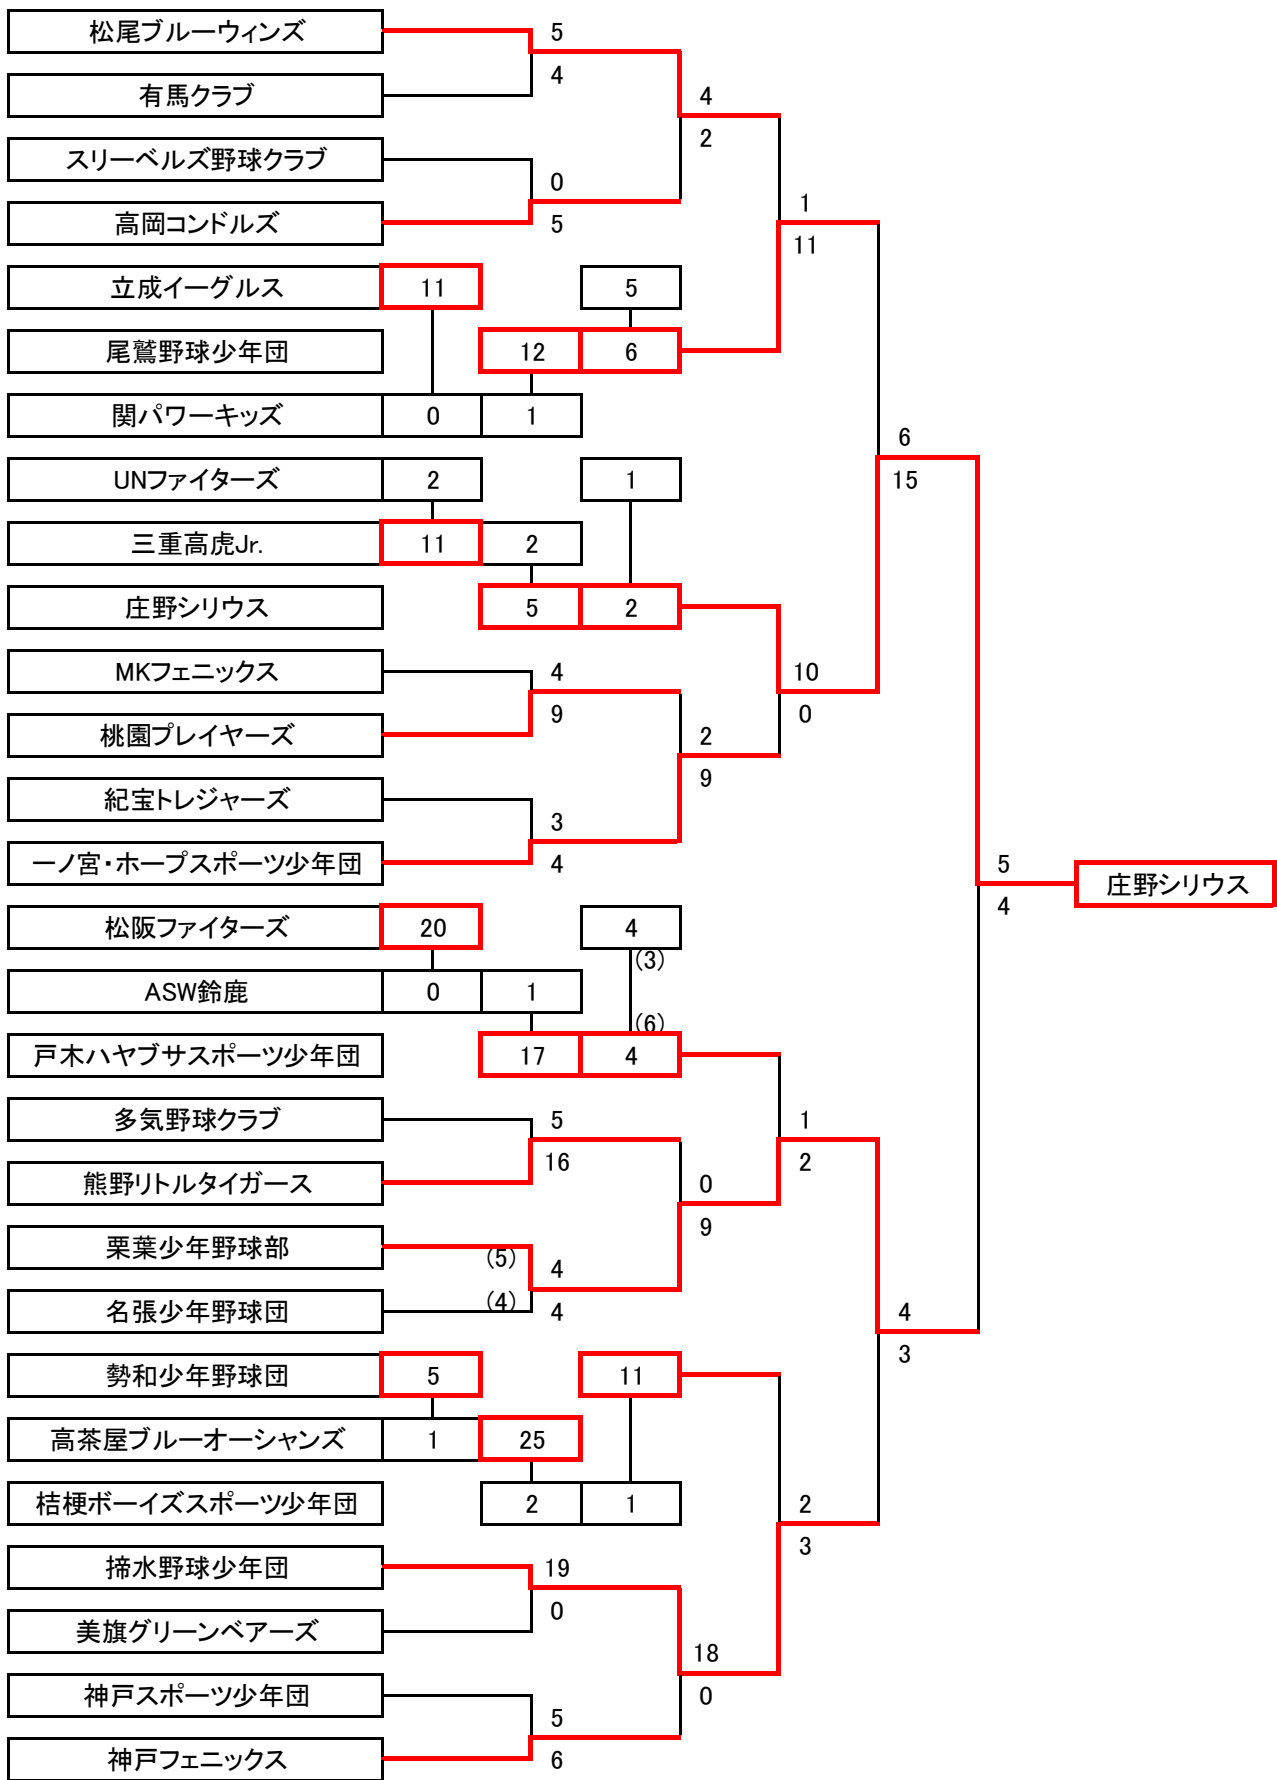 松尾ブルーウィンズ
5
4
有馬クラブ
4
2
スリーベルズ野球クラブ
0
5
高岡コンドルズ
1
11
立成イーグルス 11 5
尾鷲野球少年団 12 6
関パワーキッズ 0 1
6
15
UNファイターズ 2 1
三重高虎Jr. 11 2
庄野シリウス 5 2
MKフェニックス
4
9
10
0
桃園プレイヤーズ
2
9
紀宝トレジャーズ
3
4
一ノ宮・ホープスポーツ少年団
5
4
庄野シリウス
松阪ファイターズ 20 4
(3)
ASW鈴鹿 0 1
(6)
戸木ハヤブサスポーツ少年団 17 4
多気野球クラブ
5
16
1
2
熊野リトルタイガース
0
9
栗葉少年野球部
(5)
4
(4)
4
名張少年野球団
4
3
勢和少年野球団 5 11
高茶屋ブルーオーシャンズ 1 25
桔梗ボーイズスポーツ少年団 2 1
2
3
揥水野球少年団
19
0
美旗グリーンベアーズ
18
0
神戸スポーツ少年団
5
6
神戸フェニックス